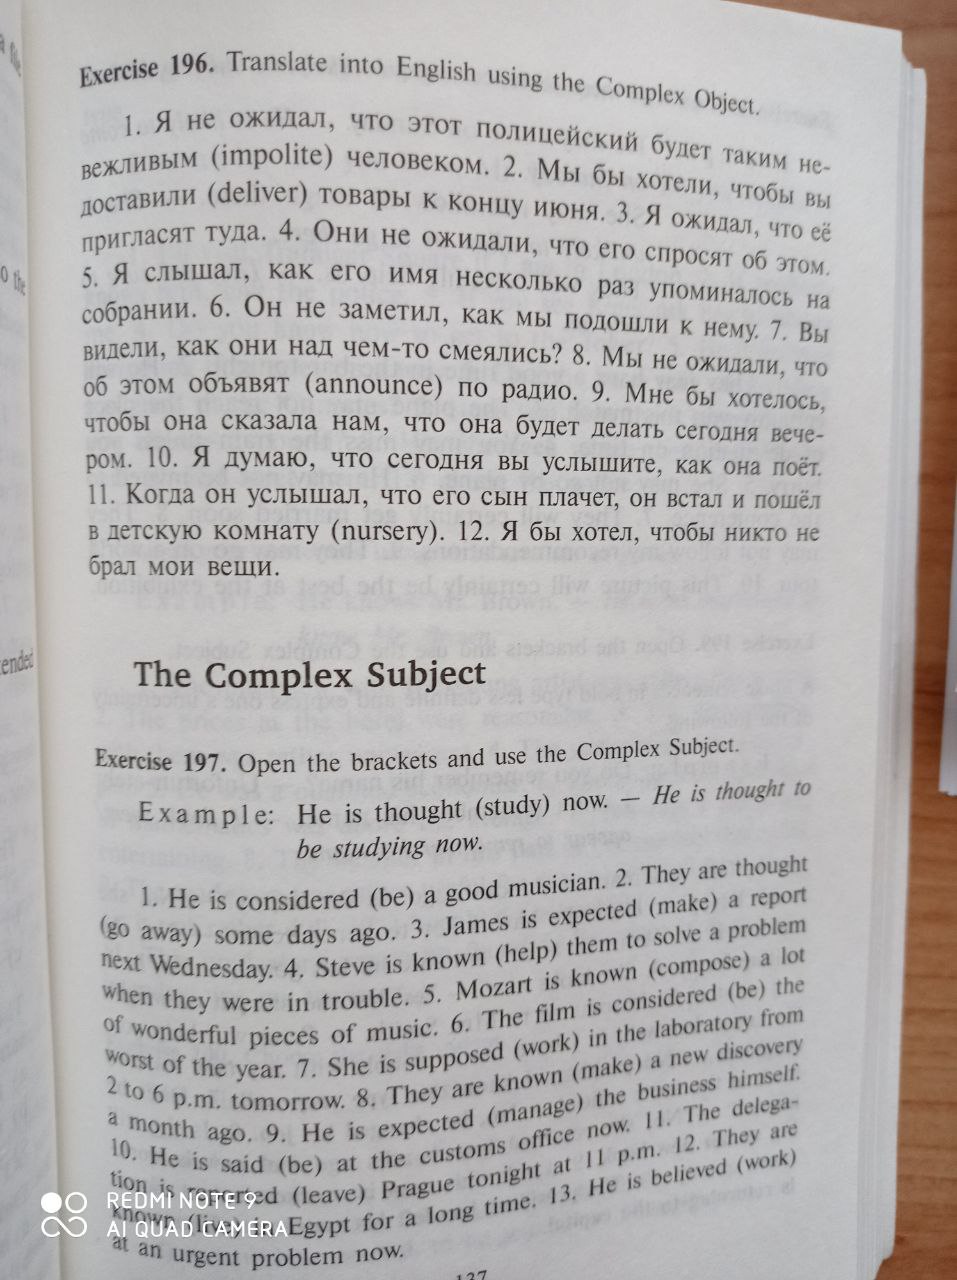 Exercise 196. Translate into English using the Complex Object.
1. Я не ожидал, что этот полицейский будет таким не-
вежливым (impolite) человеком. 2. Мы бы хотели, чтобы вы
доставили (deliver) товары к концу июня. 3. Я ожидал, что её
пригласят туда. 4. Они не ожидали, что его спросят об этом.
5. Я слышал, как его имя несколько раз упоминалось на
собрании. 6. Он не заметил, как мы подошли к нему. 7. Вы
видели, как они над чем-то смеялись? 8. Мы не ожидали, что
об этом объявят (announce) по радио. 9. Мне бы хотелось,
чтобы она сказала нам, что она будет делать сегодня вече-
ром. 10. Я думаю, что сегодня вы услышите, как она поёт.
11. Когда он услышал, что его сын плачет, он встал и пошёл
в детскую комнату (nursery). 12. Я бы хотел, чтобы никто не
брал мои вещи.
The Complex Subject
Exercise 197. Open the brackets and use the Complex Subject.
Example: He is thought (study) now. — He is thought to
be studying now.
1. He is considered (be) a good musician. 2. They are thought
(go away) some days ago. 3. James is expected (make) a report
next Wednesday. 4. Steve is known (help) them to solve a problem
when they were in trouble. 5. Mozart is known (compose) a lot
of wonderful pieces of music. 6. The film is considered (be) the
worst of the year. 7. She is supposed (work) in the laboratory from
2 to 6 p.m. tomorrow. 8. They are known (make) a new discovery
a month ago. 9. He is expected (manage) the business himself.
10. He is said (be) at the customs office now. 11. The delega-
tion is reported (leave) Prague tonight at 11 p.m. 12. They are
known (live) in Egypt for a long time. 13. He is believed (work)
at an urgent problem now.
137
REDMI NOTE 9
AI QUAD CAMERA